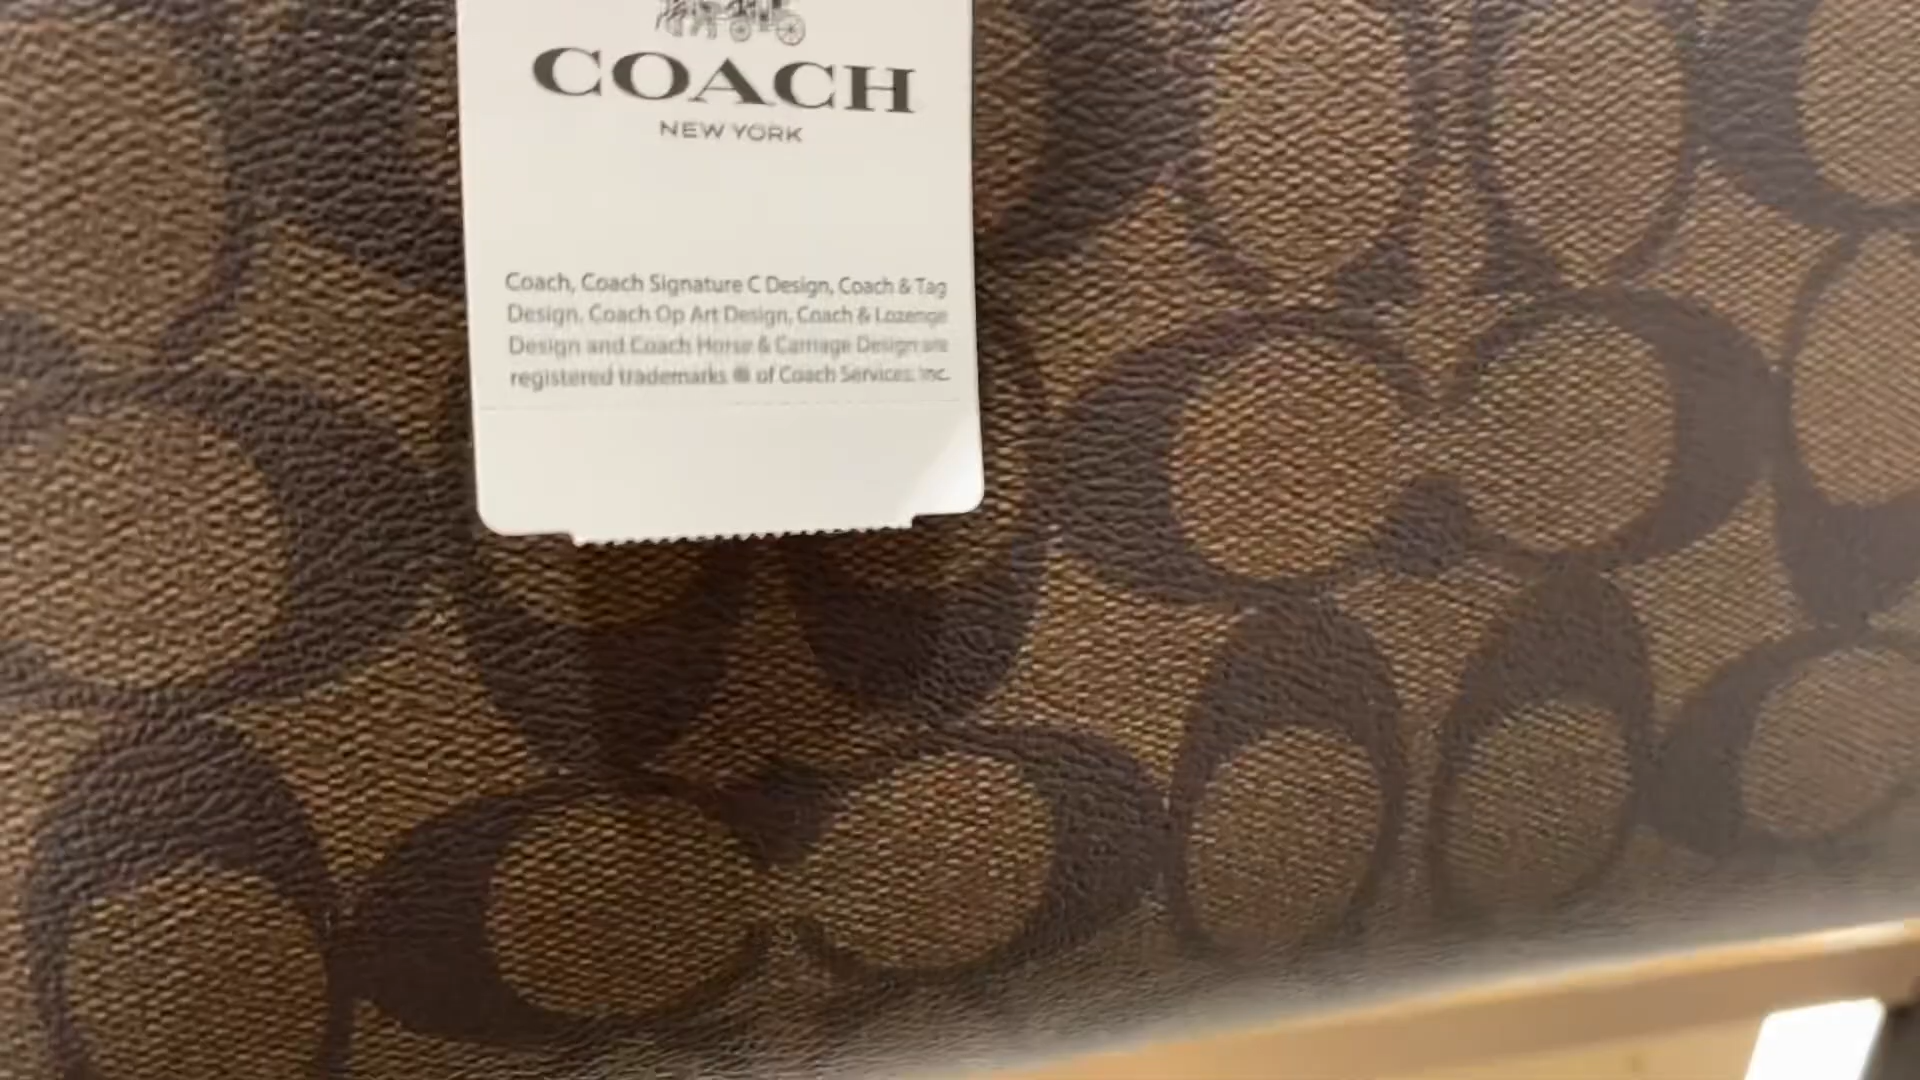 COACH
NEW YORK
Coach, Coach Signature C Design, Coach & Tag
Design, Coach Op Art Design, Coach & Lozenge
Design and Coach Horse & Carriage Design are
registered trademarks ® of Coach Services, Inc.